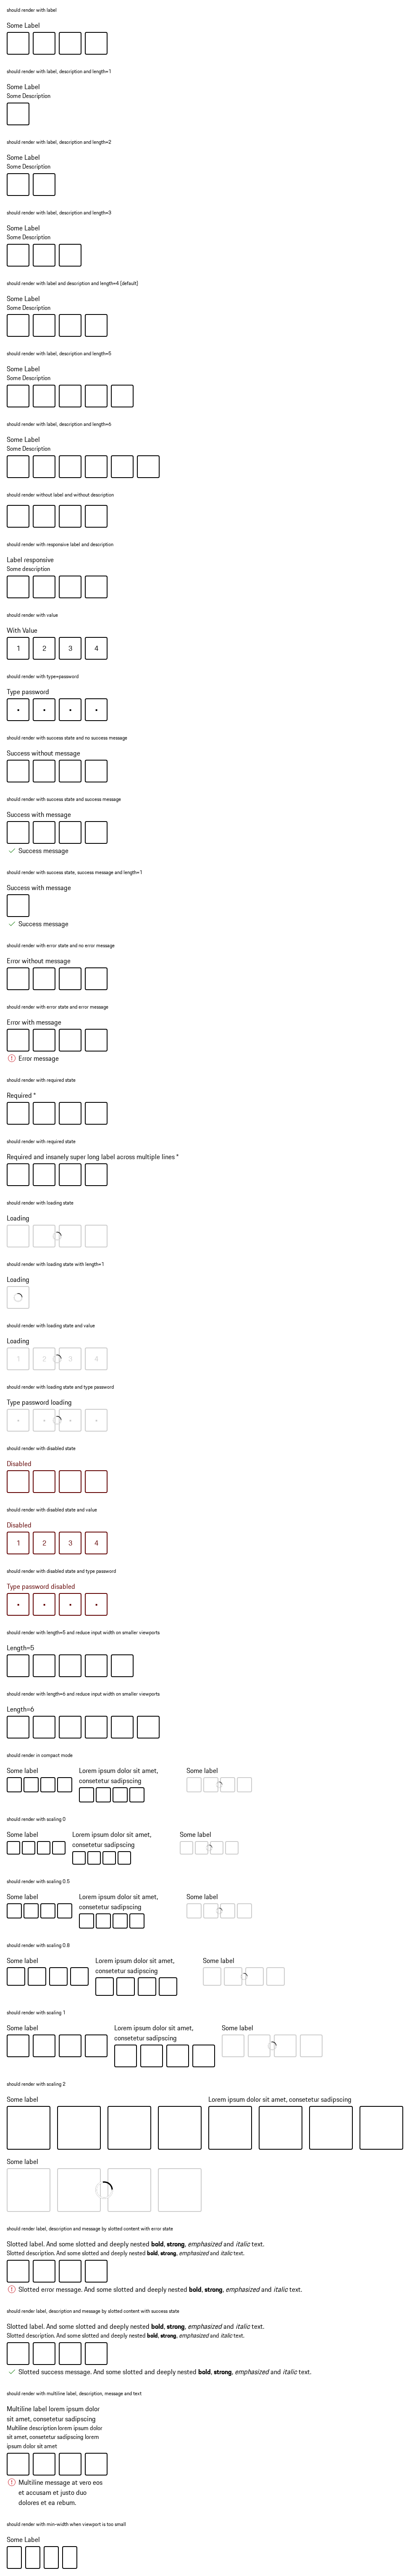 should render with label
Some Label
should render with label, description and length=1
Some Label
Some Description
should render with label, description and length=2
Some Label
Some Description
should render with label, description and length=3
Some Label
Some Description
should render with label and description and length=4 (default)
Some Label
Some Description
should render with label, description and length=5
Some Label
Some Description
should render with label, description and length=6
Some Label
Some Description
should render without label and without description
should render with responsive label and description
Label responsive
Some description
should render with value
With Value
1 2 3 4
should render with type=password
Type password
• • • •
should render with success state and no success message
Success without message
should render with success state and success message
Success with message
Success message
should render with success state, success message and length=1
Success with message
Success message
should render with error state and no error message
Error without message
should render with error state and error message
Error with message
Error message
should render with required state
Required *
should render with required state
Required and insanely super long label across multiple lines *
should render with loading state
Loading
should render with loading state with length=1
Loading
should render with loading state and value
Loading
1 2 3 4
should render with loading state and type password
Type password loading
• • • •
should render with disabled state
Disabled
should render with disabled state and value
Disabled
1 2 3 4
should render with disabled state and type password
Type password disabled
• • • •
should render with length=5 and reduce input width on smaller viewports
Length=5
should render with length=6 and reduce input width on smaller viewports
Length=6
should render in compact mode
Some label Lorem ipsum dolor sit amet, Some label
consetetur sadipscing
should render with scaling 0
Some label Lorem ipsum dolor sit amet, Some label
consetetur sadipscing
should render with scaling 0.5
Some label Lorem ipsum dolor sit amet, Some label
consetetur sadipscing
should render with scaling 0.8
Some label Lorem ipsum dolor sit amet, Some label
consetetur sadipscing
should render with scaling 1
Some label Lorem ipsum dolor sit amet, Some label
consetetur sadipscing
should render with scaling 2
Some label Lorem ipsum dolor sit amet, consetetur sadipscing
Some label
should render label, description and message by slotted content with error state
Slotted label. And some slotted and deeply nested bold, strong, emphasized and italic text.
Slotted description. And some slotted and deeply nested bold, strong, emphasized and italic text.
Slotted error message. And some slotted and deeply nested bold, strong, emphasized and italic text.
should render label, description and message by slotted content with success state
Slotted label. And some slotted and deeply nested bold, strong, emphasized and italic text.
Slotted description. And some slotted and deeply nested bold, strong, emphasized and italic text.
Slotted success message. And some slotted and deeply nested bold, strong, emphasized and italic text.
should render with multiline label, description, message and text
Multiline label lorem ipsum dolor
sit amet, consetetur sadipscing
Multiline description lorem ipsum dolor
sit amet, consetetur sadipscing lorem
ipsum dolor sit amet
Multiline message at vero eos
et accusam et justo duo
dolores et ea rebum.
should render with min-width when viewport is too small
Some Label